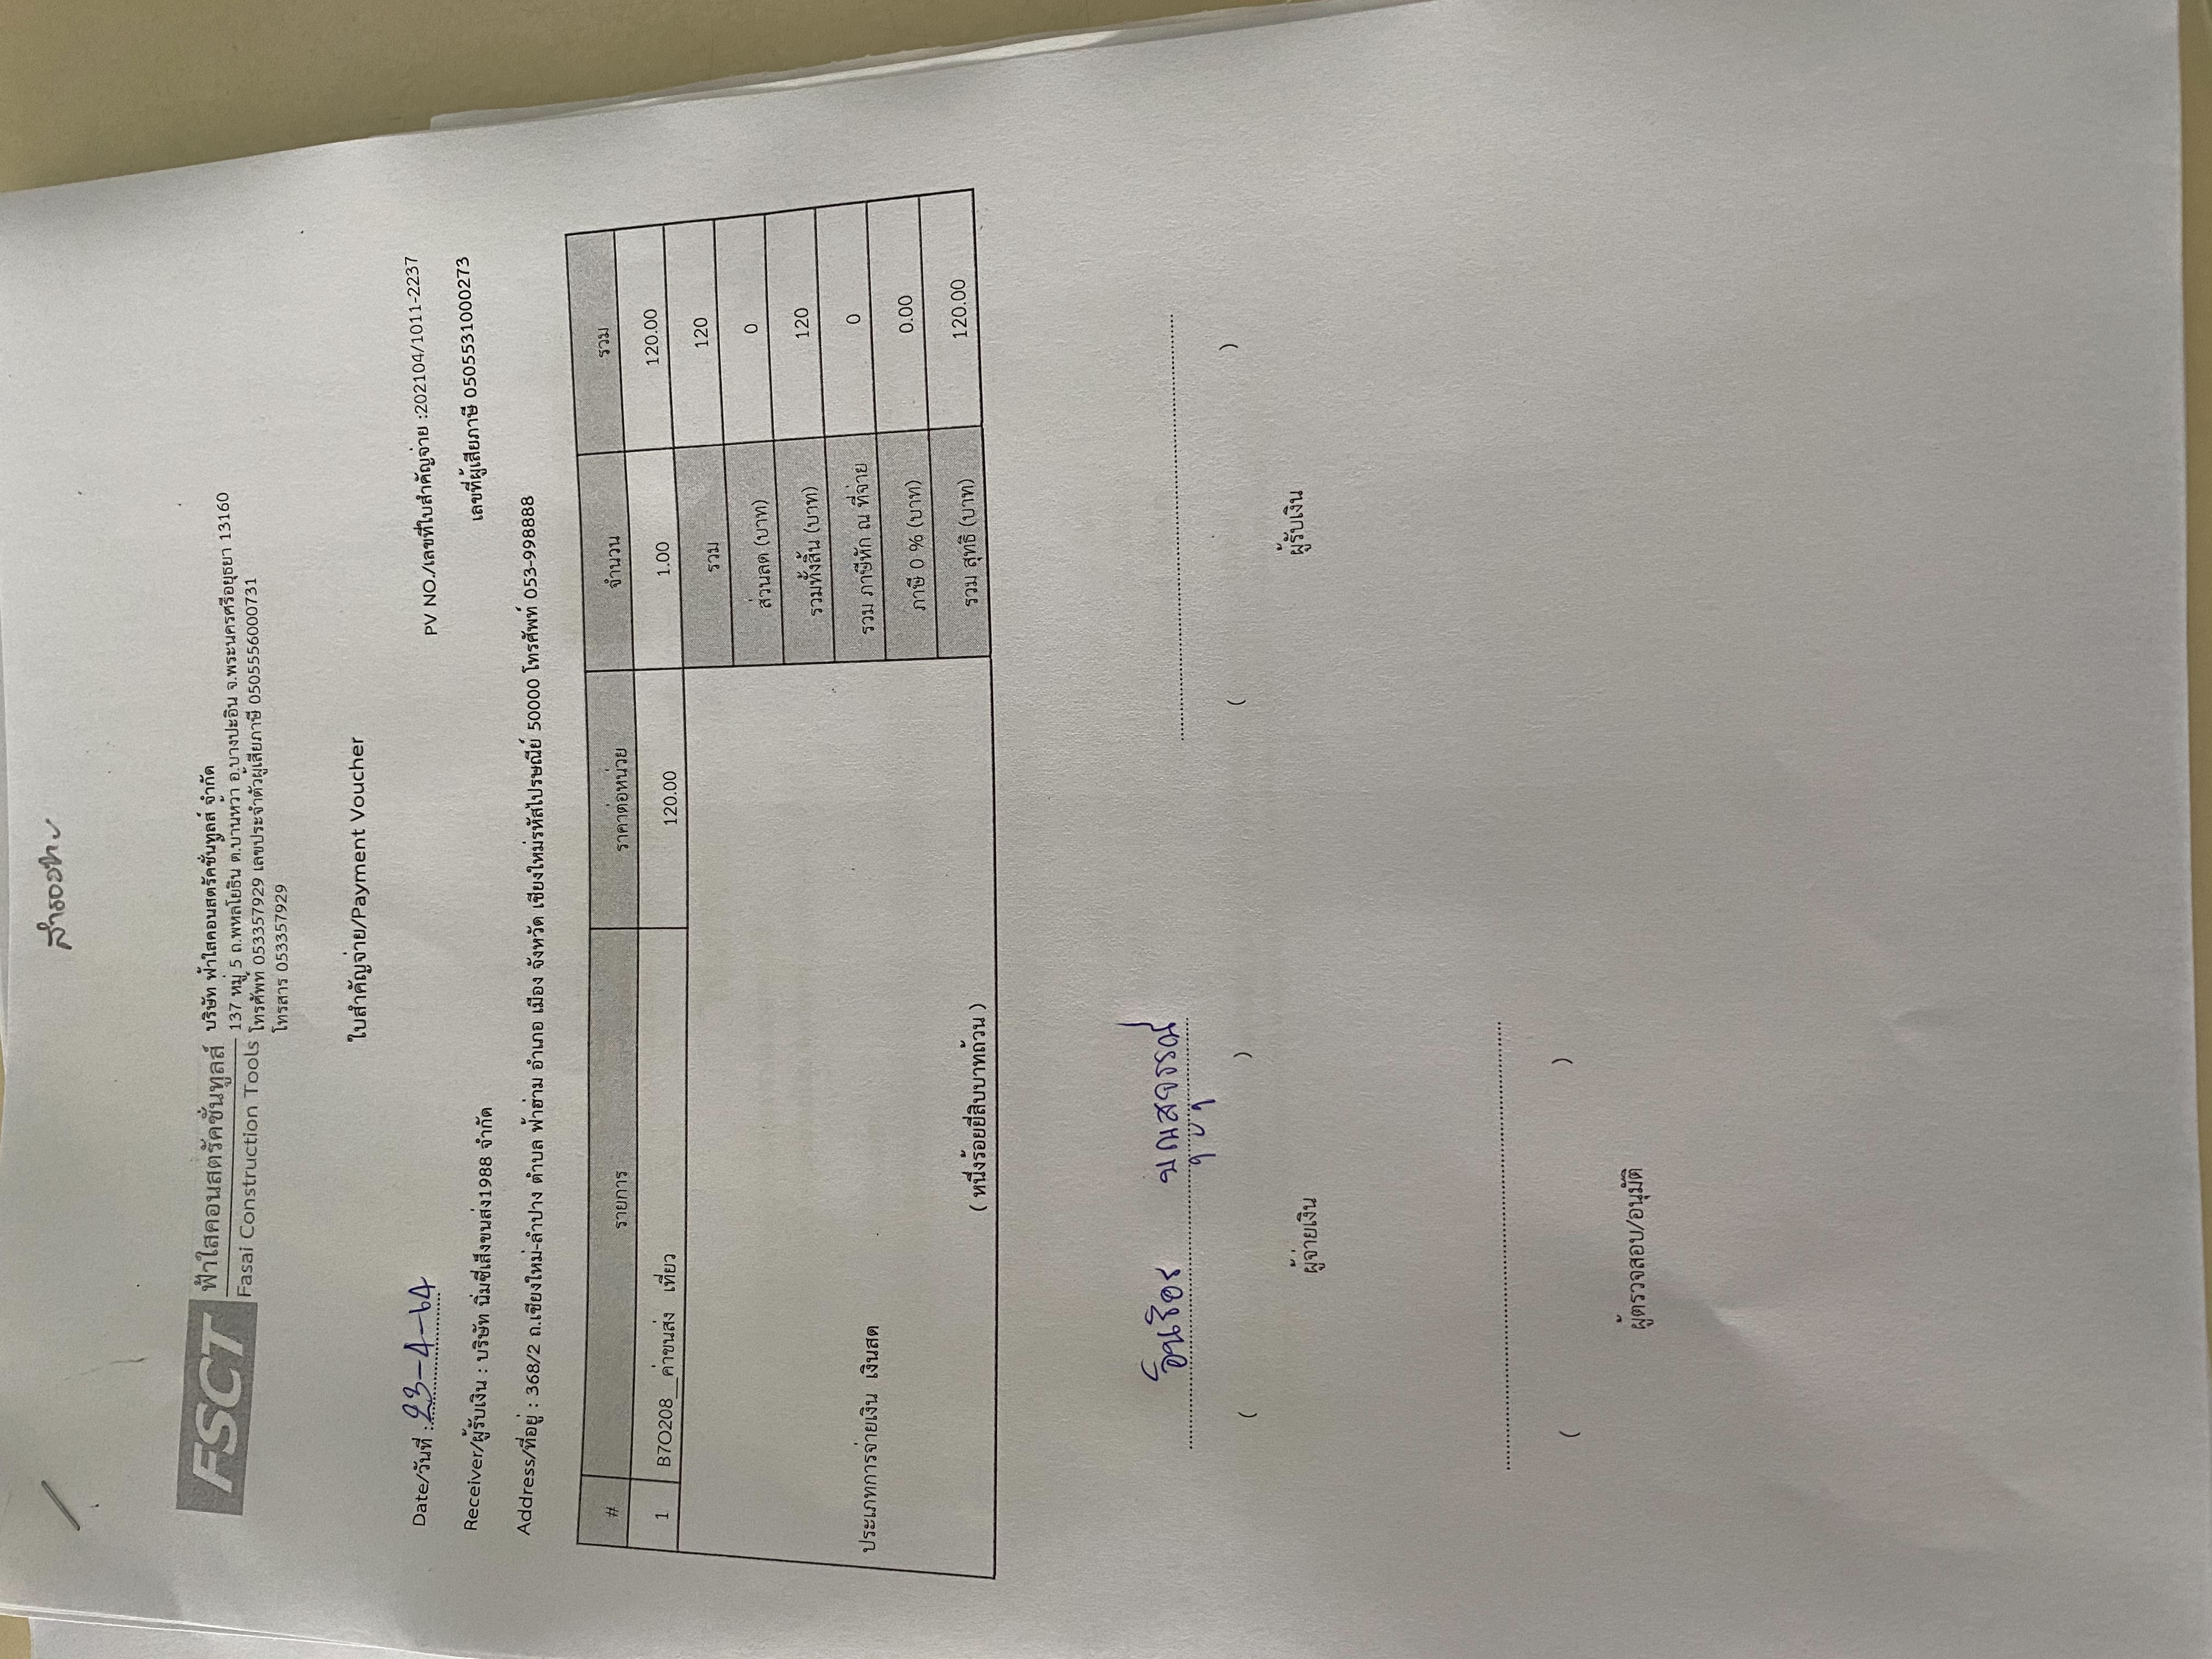 สำรองจ่าย
FSCT ฟ้าใสคอนสตรัคชั่นทูลส์
Fasai Construction Tools
บริษัท ฟ้าใสคอนสตรัคชั่นทูลส์ จำกัด
137 หมู่ 5 ถ.พหลโยธิน ต.บ้านหว้า อ.บางปะอิน จ.พระนครศรีอยุธยา 13160
โทรศัพท์ 053357929 เลขประจำตัวผู้เสียภาษี 0505556000731
โทรสาร 053357929
ใบสำคัญจ่าย/Payment Voucher
Date/วันที่ : 23-4-64
PV NO./เลขที่ใบสำคัญจ่าย :202104/1011-2237
Receiver/ผู้รับเงิน : บริษัท นิ่มซี่เส็งขนส่ง1988 จำกัด
เลขที่ผู้เสียภาษี 0505531000273
Address/ที่อยู่ : 368/2 ถ.เชียงใหม่-ลำปาง ตำบล ฟ้าฮ่าม อำเภอ เมือง จังหวัด เชียงใหม่รหัสไปรษณีย์ 50000 โทรศัพท์ 053-998888
# รายการ ราคาต่อหน่วย จำนวน รวม
1 B7O208__ค่าขนส่ง เที่ยว 120.00 1.00 120.00
รวม 120
ส่วนลด (บาท) 0
รวมทั้งสิ้น (บาท) 120
รวม ภาษีหัก ณ ที่จ่าย 0
ประเภทการจ่ายเงิน เงินสด
ภาษี 0 % (บาท) 0.00
( หนึ่งร้อยยี่สิบบาทถ้วน )
รวม สุทธิ (บาท) 120.00
( )
( )
ผู้จ่ายเงิน
ผู้รับเงิน
( )
ผู้ตรวจสอบ/อนุมัติ